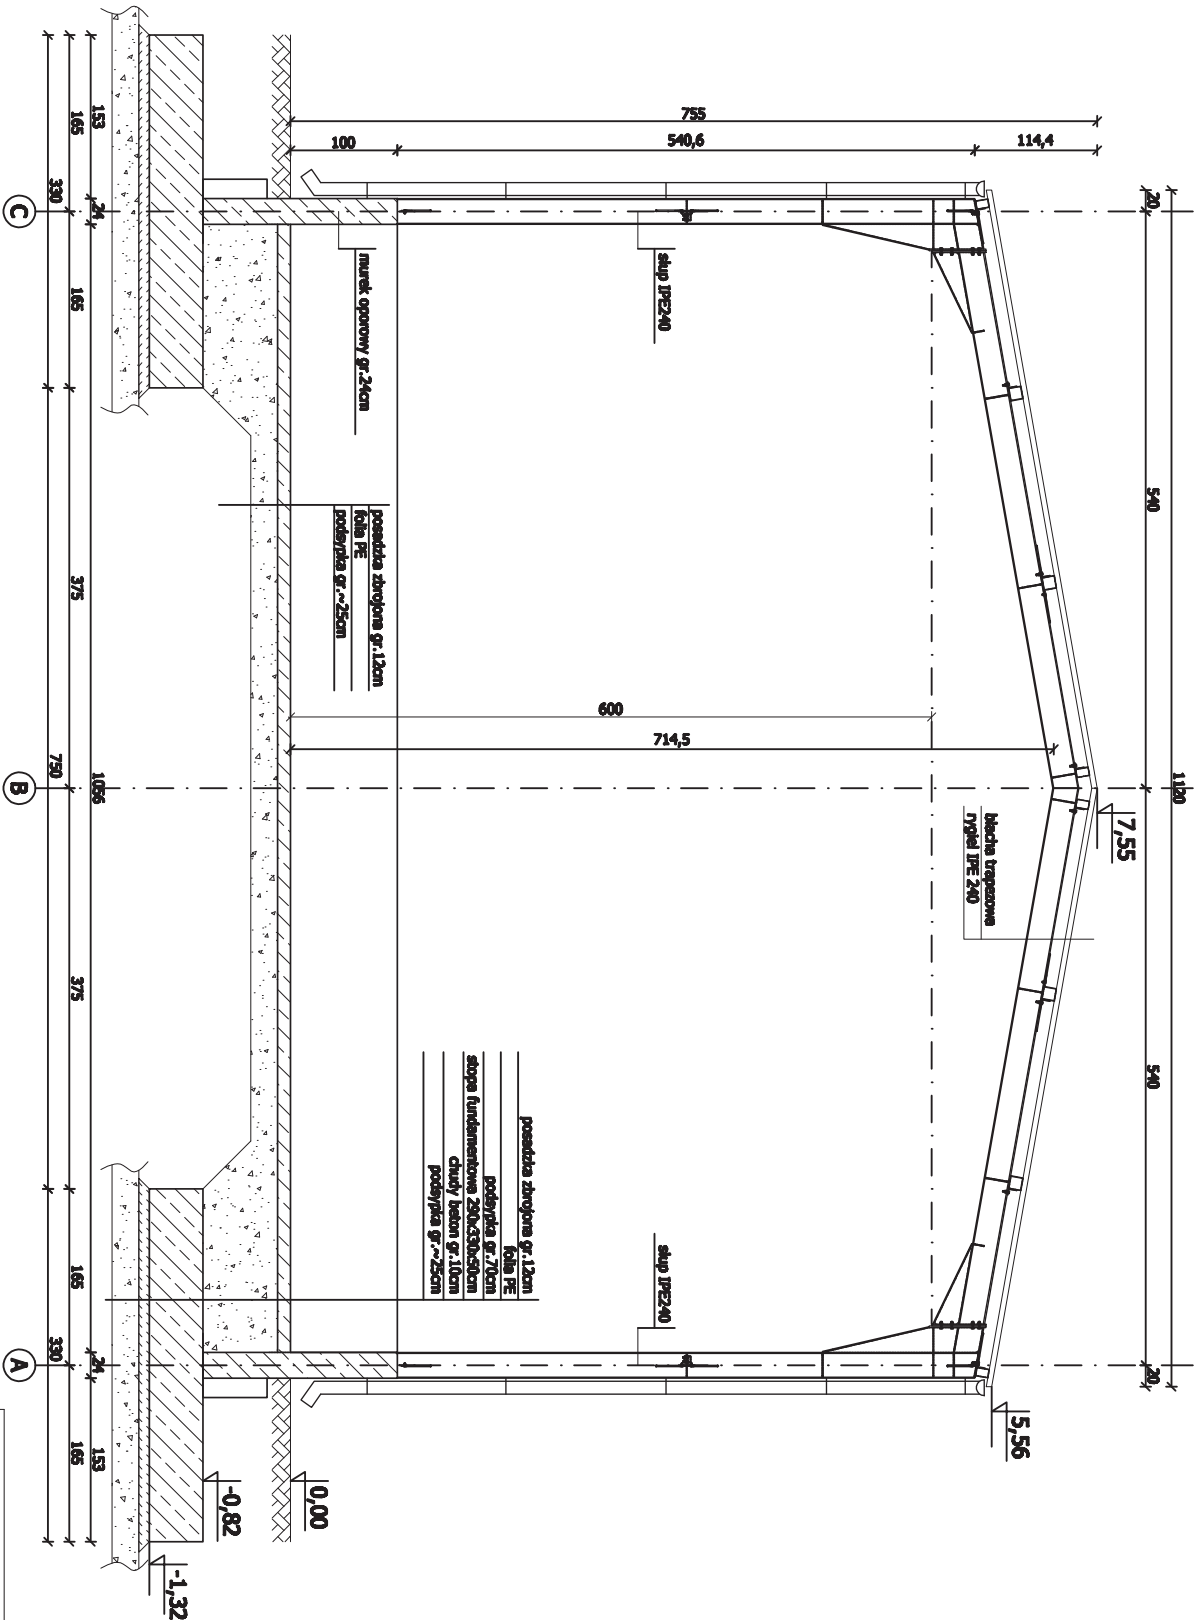 1120
20
540
540
20
7,55
5,56
blacha trapezowa
rygiel IPE 240
755
114,4
540,6
100
słup IPE240
słup IPE240
600
714,5
murek oporowy gr.24cm
posadzka zbrojona gr.12cm
folia PE
podsypka gr.~25cm
posadzka zbrojona gr.12cm
folia PE
podsypka gr.70cm
stopa fundamentowa 290x330x50cm
chudy beton gr.10cm
podsypka gr.~25cm
0,00
-0,82
-1,32
153
24
1056
24
153
165
165
375
375
165
165
330
750
330
C
B
A